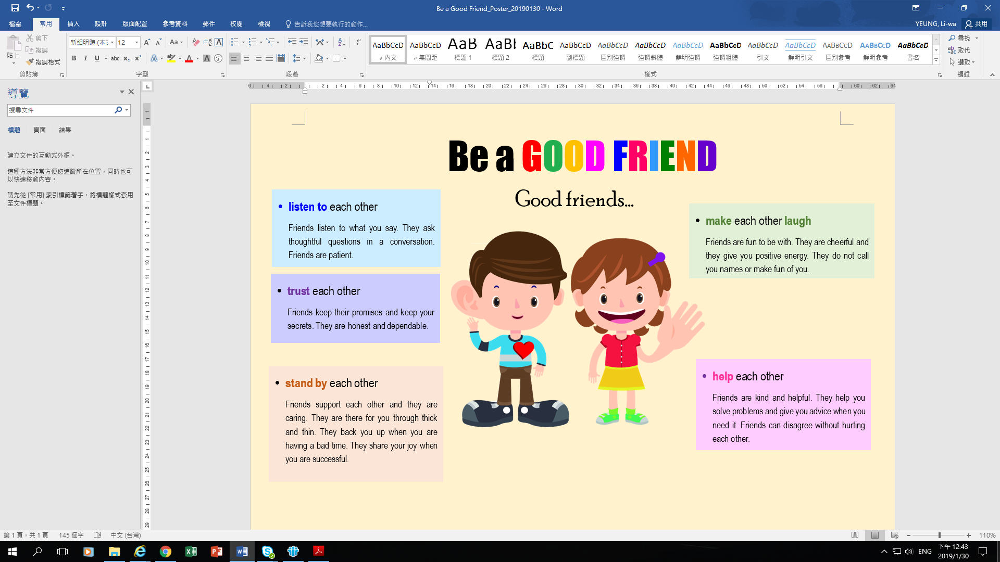 Be a Good Friend_Poster_20190130 - Word
檔案 常用 插入 設計 版面配置 參考資料 郵件 校閱 檢視 告訴我您想要執行的動作... YEUNG, Li-wa 共用
貼上 剪下 複製 複製格式
新細明體 (本文 12
AaBbCcD AaBbCcD AaB AaBl AaBbC AaBbCcD AaBbCcD AaBbCcD AaBbCcD AaBbCcD AaBbCcD AaBbCcD AaBbCcD AaBbCcD AaBbCcD
內文 無間距 標題 1 標題 2 標題 副標題 區別強調 強調斜體 鮮明強調 強調粗體 引文 鮮明引文 區別參考 鮮明參考 書名
尋找 取代 選取
剪貼簿 字型 段落 樣式 編輯
導覽
搜尋文件
標題 頁面 結果
建立文件的互動式外框。
這種方法非常方便您追蹤所在位置，同時也可
以快速移動內容。
請先從 [常用] 索引標籤著手，將標題樣式套用
至文件標題。
Be a GOOD FRIEND
Good friends...
• listen to each other
Friends listen to what you say. They ask
thoughtful questions in a conversation.
Friends are patient.
• trust each other
Friends keep their promises and keep your
secrets. They are honest and dependable.
• stand by each other
Friends support each other and they are
caring. They are there for you through thick
and thin. They back you up when you are
having a bad time. They share your joy when
you are successful.
• make each other laugh
Friends are fun to be with. They are cheerful and
they give you positive energy. They do not call
you names or make fun of you.
• help each other
Friends are kind and helpful. They help you
solve problems and give you advice when you
need it. Friends can disagree without hurting
each other.
第 1 頁，共 1 頁 145 個字 中文 (台灣) 110%
ENG 下午 12:43
2019/1/30